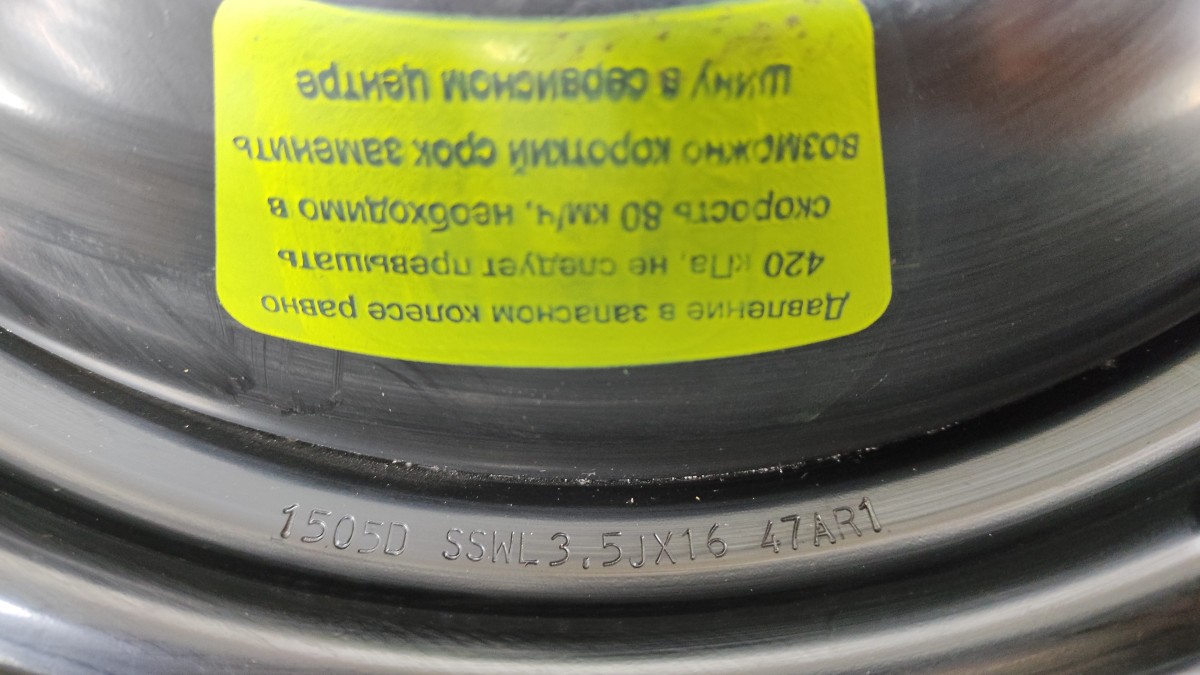 Давление в запасном колесе равно
420 кПа, не следует превышать
скорость 80 км/ч, необходимо в
возможно короткий срок заменить
шину в сервисном центре
1505D SSWL3.5JX16 47AR1